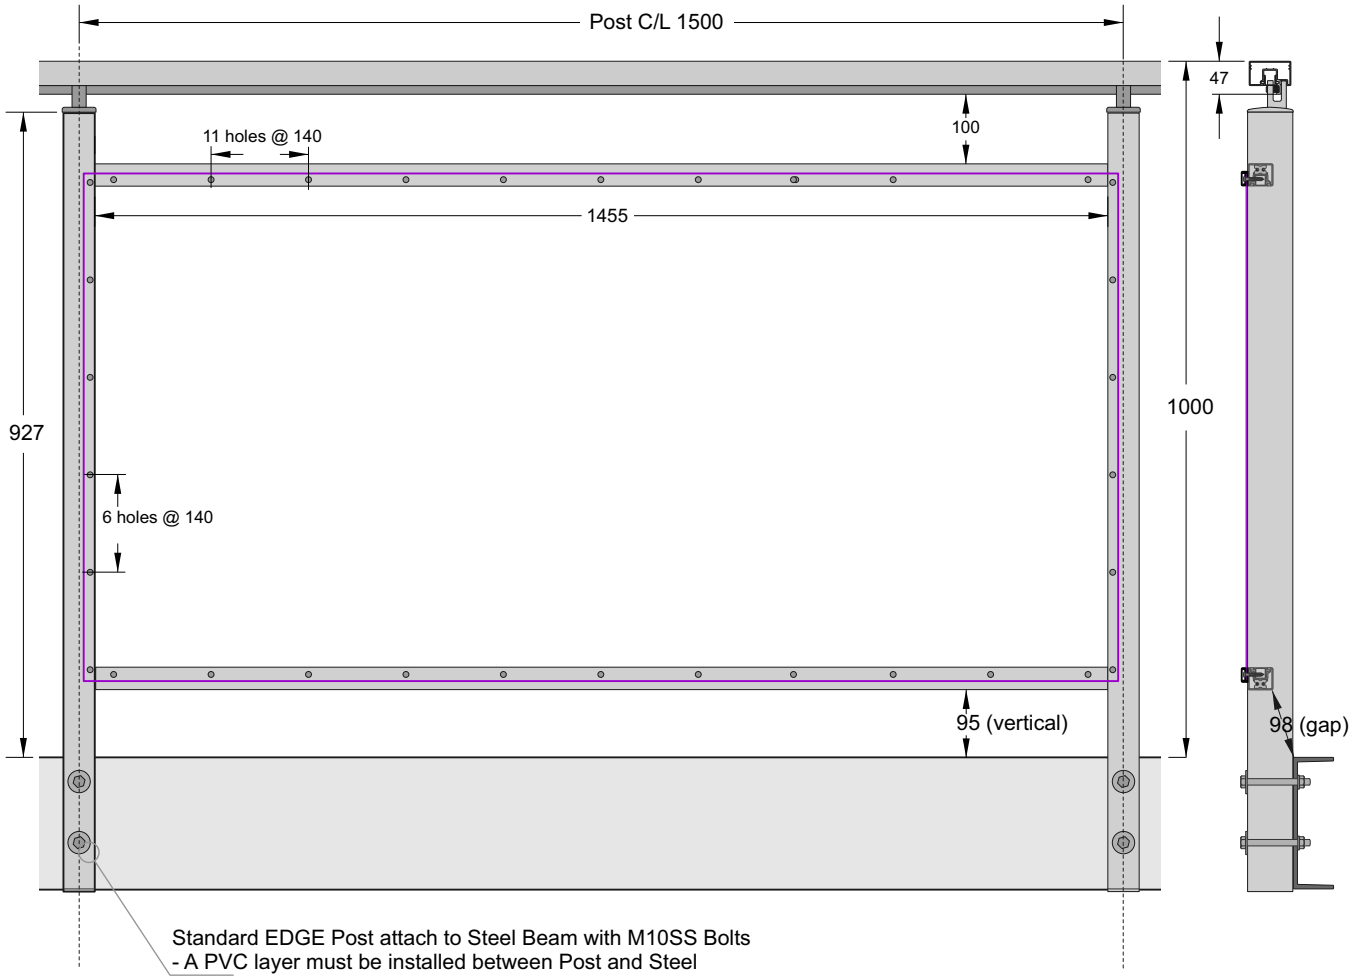 Post C/L 1500
47
11 holes @ 140
100
1455
1000
927
6 holes @ 140
95 (vertical)
98 (gap)
Standard EDGE Post attach to Steel Beam with M10SS Bolts
- A PVC layer must be installed between Post and Steel